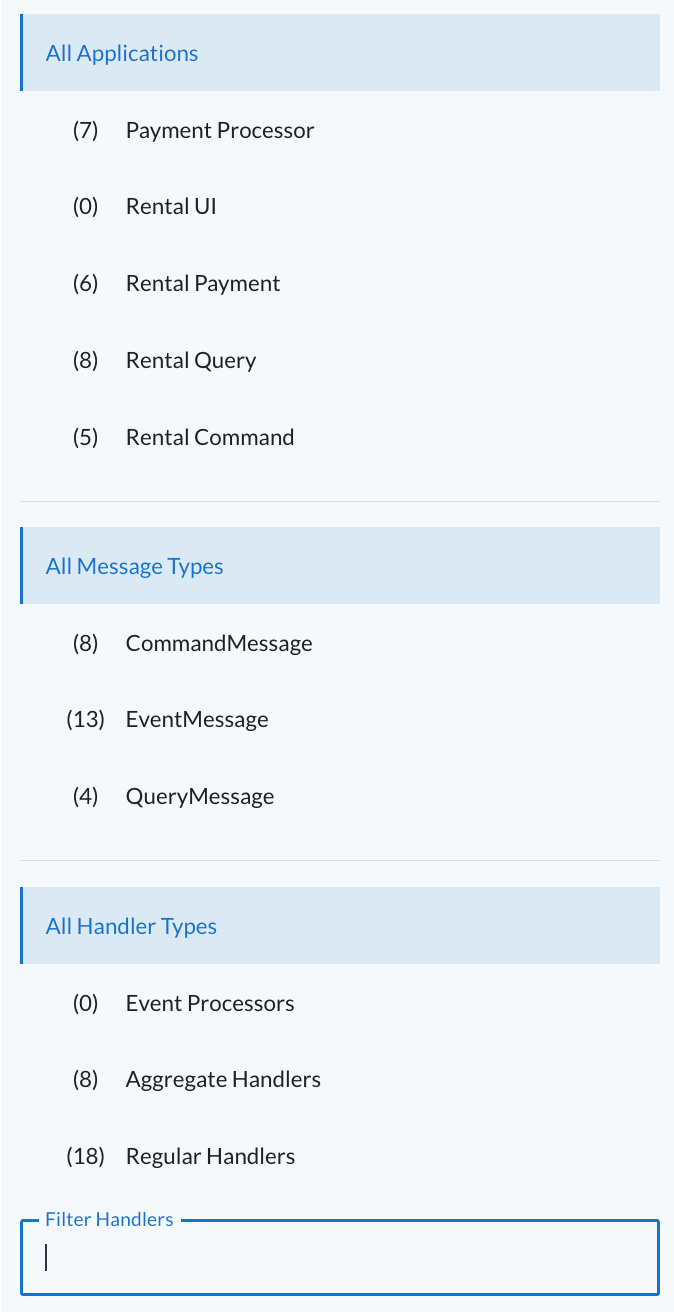 All Applications
(7) Payment Processor
(0) Rental UI
(6) Rental Payment
(8) Rental Query
(5) Rental Command
All Message Types
(8) CommandMessage
(13) EventMessage
(4) QueryMessage
All Handler Types
(0) Event Processors
(8) Aggregate Handlers
(18) Regular Handlers
Filter Handlers